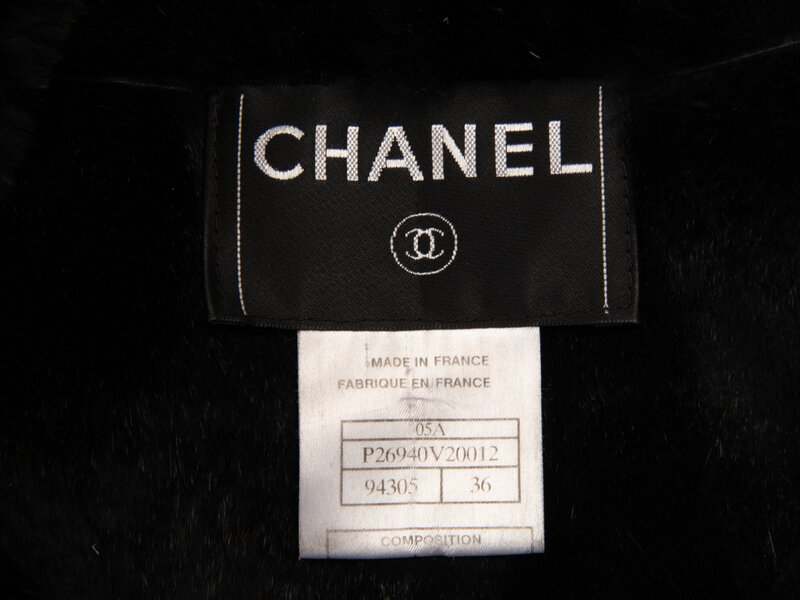 CHANEL
MADE IN FRANCE
FABRIQUE EN FRANCE
05A
P26940V20012
94305 36
COMPOSITION